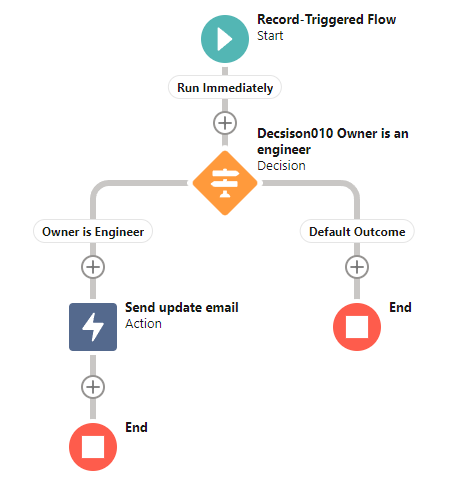 Record-Triggered Flow
Start
Run Immediately
Decsison010 Owner is an
engineer
Decision
Owner is Engineer
Default Outcome
Send update email
Action
End
End